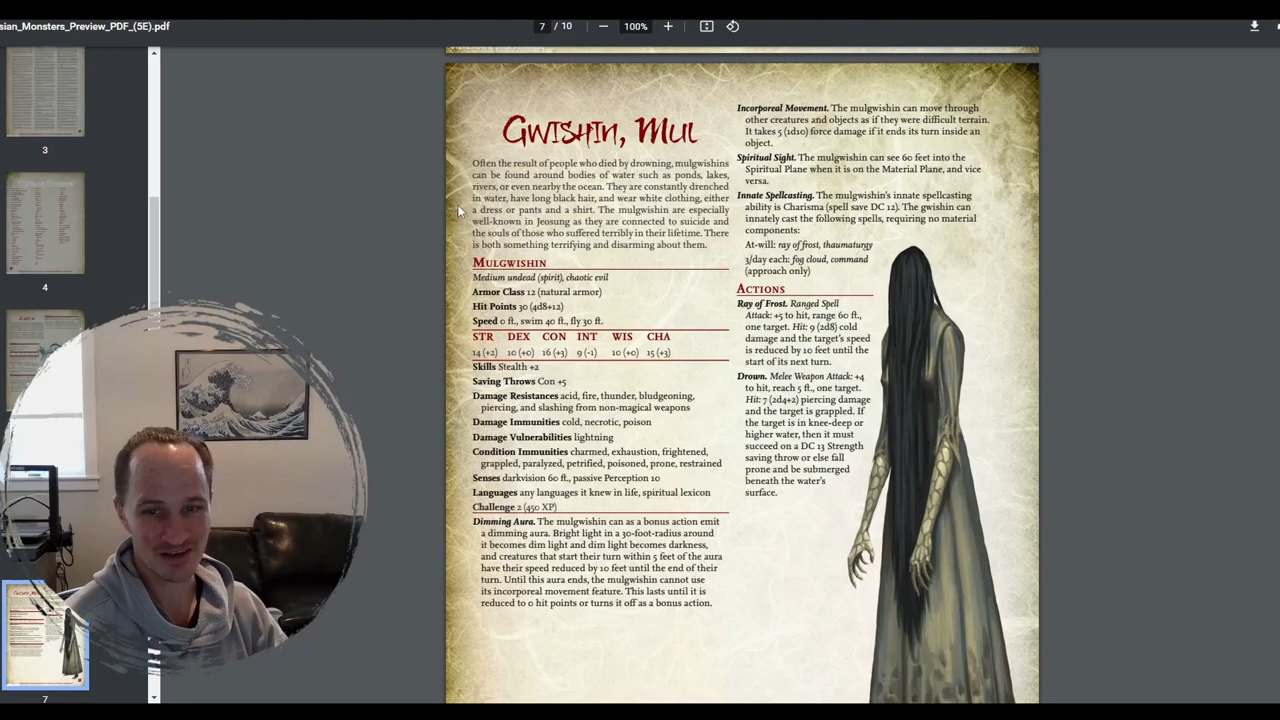 sian_Monsters_Preview_PDF_(5E).pdf
7 / 10
100%
3
4
7
Gwishin, Mul
Often the result of people who died by drowning, mulgwishins
can be found around bodies of water such as ponds, lakes,
rivers, or even nearby the ocean. They are constantly drenched
in water, have long black hair, and wear white clothing, either
a dress or pants and a shirt. The mulgwishin are especially
well-known in Jeosung as they are connected to suicide and
the souls of those who suffered terribly in their lifetime. There
is both something terrifying and disarming about them.
Mulgwishin
Medium undead (spirit), chaotic evil
Armor Class 12 (natural armor)
Hit Points 30 (4d8+12)
Speed 0 ft., swim 40 ft., fly 30 ft.
STR DEX CON INT WIS CHA
14 (+2) 10 (+0) 16 (+3) 9 (-1) 10 (+0) 15 (+3)
Skills Stealth +2
Saving Throws Con +5
Damage Resistances acid, fire, thunder, bludgeoning,
piercing, and slashing from non-magical weapons
Damage Immunities cold, necrotic, poison
Damage Vulnerabilities lightning
Condition Immunities charmed, exhaustion, frightened,
grappled, paralyzed, petrified, poisoned, prone, restrained
Senses darkvision 60 ft., passive Perception 10
Languages any languages it knew in life, spiritual lexicon
Challenge 2 (450 XP)
Dimming Aura. The mulgwishin can as a bonus action emit
a dimming aura. Bright light in a 30-foot-radius around
it becomes dim light and dim light becomes darkness,
and creatures that start their turn within 5 feet of the aura
have their speed reduced by 10 feet until the end of their
turn. Until this aura ends, the mulgwishin cannot use
its incorporeal movement feature. This lasts until it is
reduced to 0 hit points or turns it off as a bonus action.
Incorporeal Movement. The mulgwishin can move through
other creatures and objects as if they were difficult terrain.
It takes 5 (1d10) force damage if it ends its turn inside an
object.
Spiritual Sight. The mulgwishin can see 60 feet into the
Spiritual Plane when it is on the Material Plane, and vice
versa.
Innate Spellcasting. The mulgwishin's innate spellcasting
ability is Charisma (spell save DC 12). The gwishin can
innately cast the following spells, requiring no material
components:
At-will: ray of frost, thaumaturgy
3/day each: fog cloud, command
(approach only)
Actions
Ray of Frost. Ranged Spell
Attack: +5 to hit, range 60 ft.,
one target. Hit: 9 (2d8) cold
damage and the target's speed
is reduced by 10 feet until the
start of its next turn.
Drown. Melee Weapon Attack: +4
to hit, reach 5 ft., one target.
Hit: 7 (2d4+2) piercing damage
and the target is grappled. If
the target is in knee-deep or
higher water, then it must
succeed on a DC 13 Strength
saving throw or else fall
prone and be submerged
beneath the water's
surface.